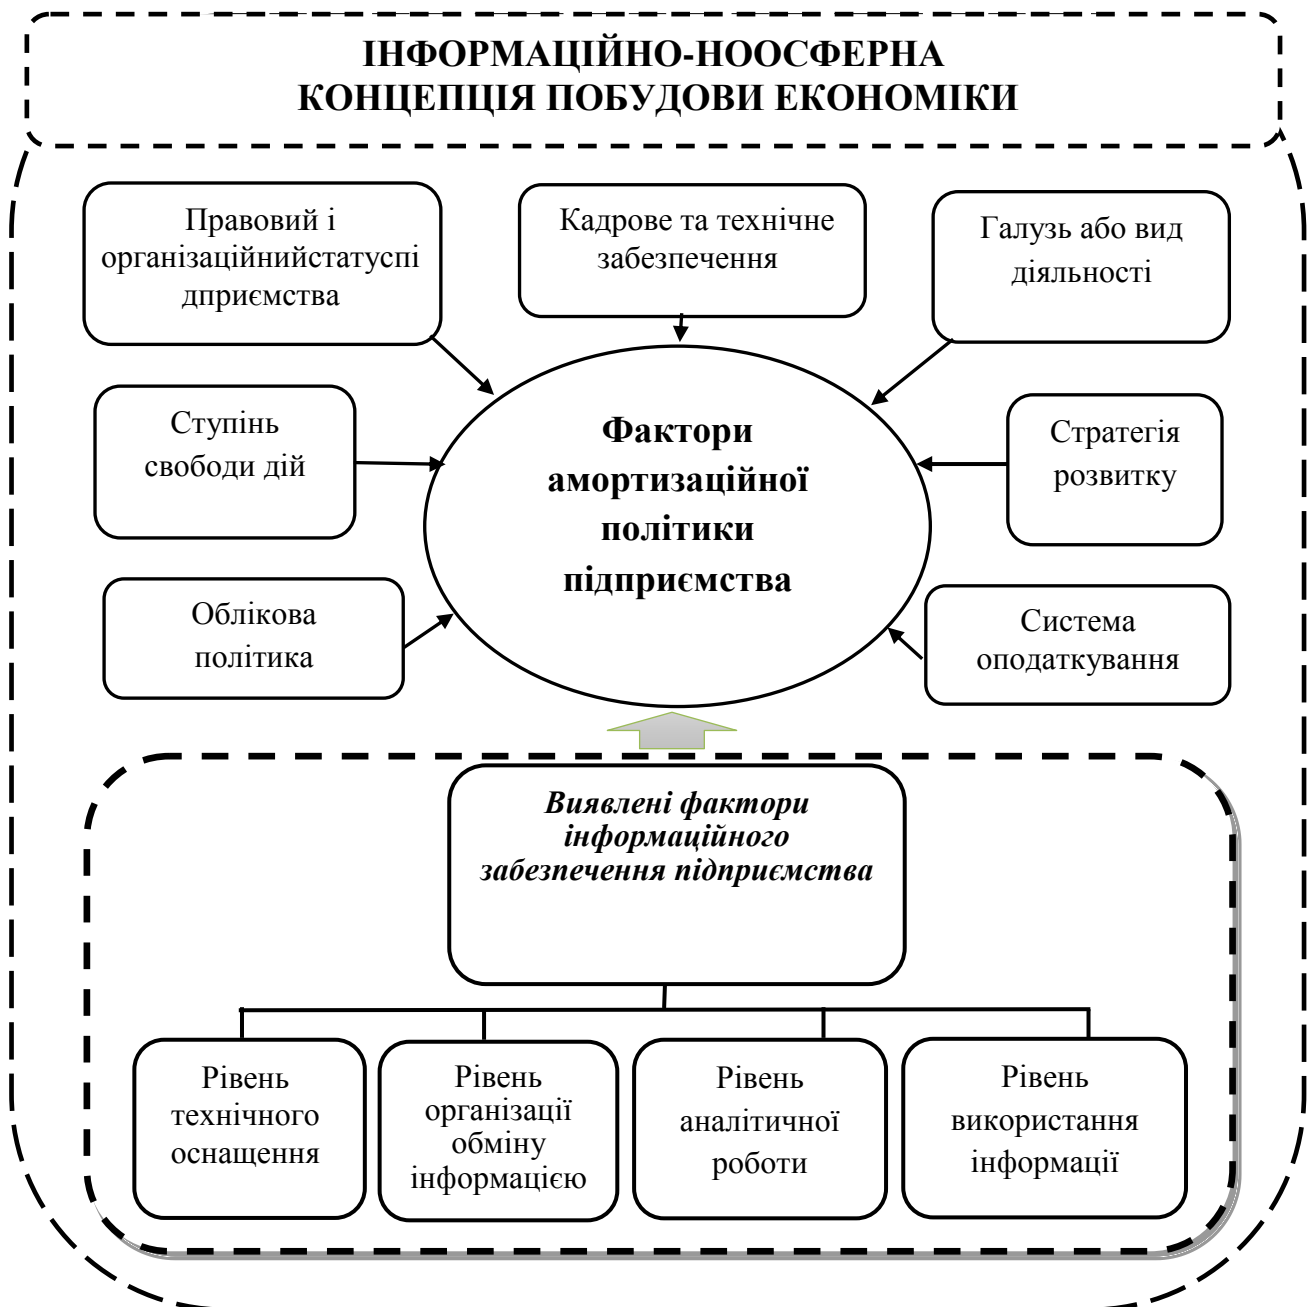 ІНФОРМАЦІЙНО-НООСФЕРНА
КОНЦЕПЦІЯ ПОБУДОВИ ЕКОНОМІКИ
Правовий і
організаційнийстатуспі
дприємства
Кадрове та технічне
забезпечення
Галузь або вид
діяльності
Ступінь
свободи дій
Фактори
амортизаційної
політики
підприємства
Стратегія
розвитку
Облікова
політика
Система
оподаткування
Виявлені фактори
інформаційного
забезпечення підприємства
Рівень
технічного
оснащення
Рівень
організації
обміну
інформацією
Рівень
аналітичної
роботи
Рівень
використання
інформації